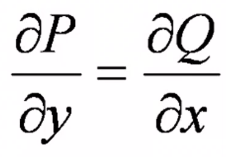 ∂P/∂y = ∂Q/∂x